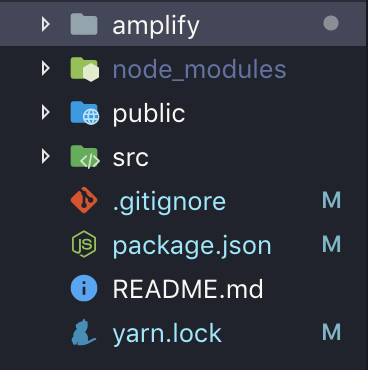 amplify
node_modules
public
src
.gitignore M
package.json M
README.md
yarn.lock M